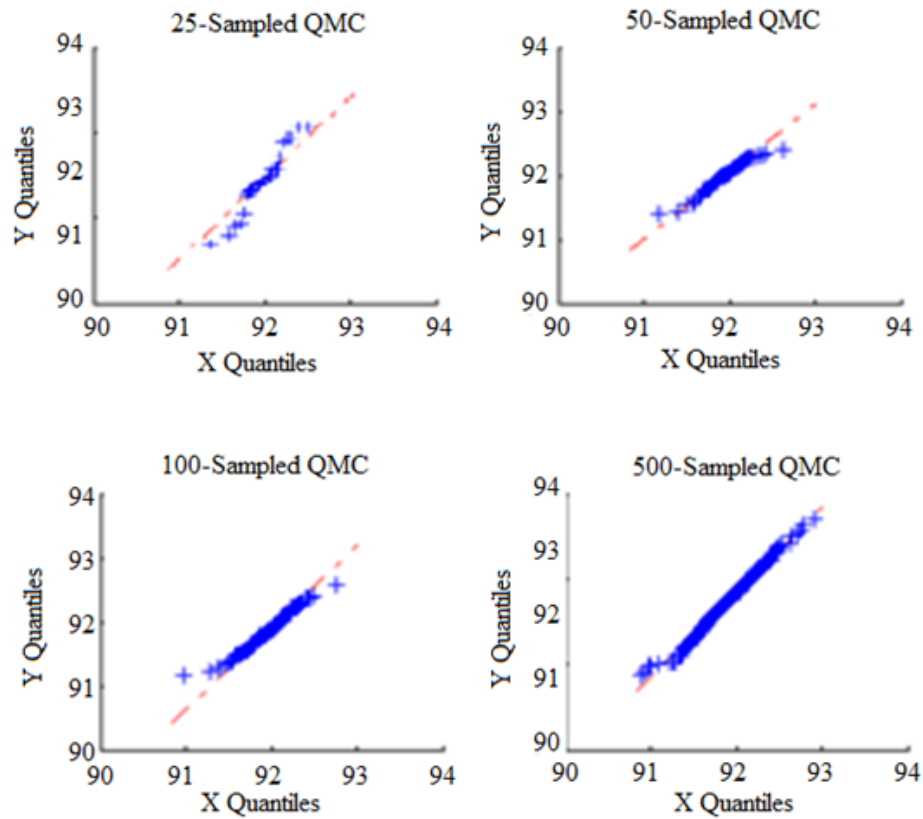 25-Sampled QMC
94
93
92
91
90
Y Quantiles
90 91 92 93 94
X Quantiles
50-Sampled QMC
94
93
92
91
90
Y Quantiles
90 91 92 93 94
X Quantiles
100-Sampled QMC
94
93
92
91
90
Y Quantiles
90 91 92 93 94
X Quantiles
500-Sampled QMC
94
93
92
91
90
Y Quantiles
90 91 92 93 94
X Quantiles